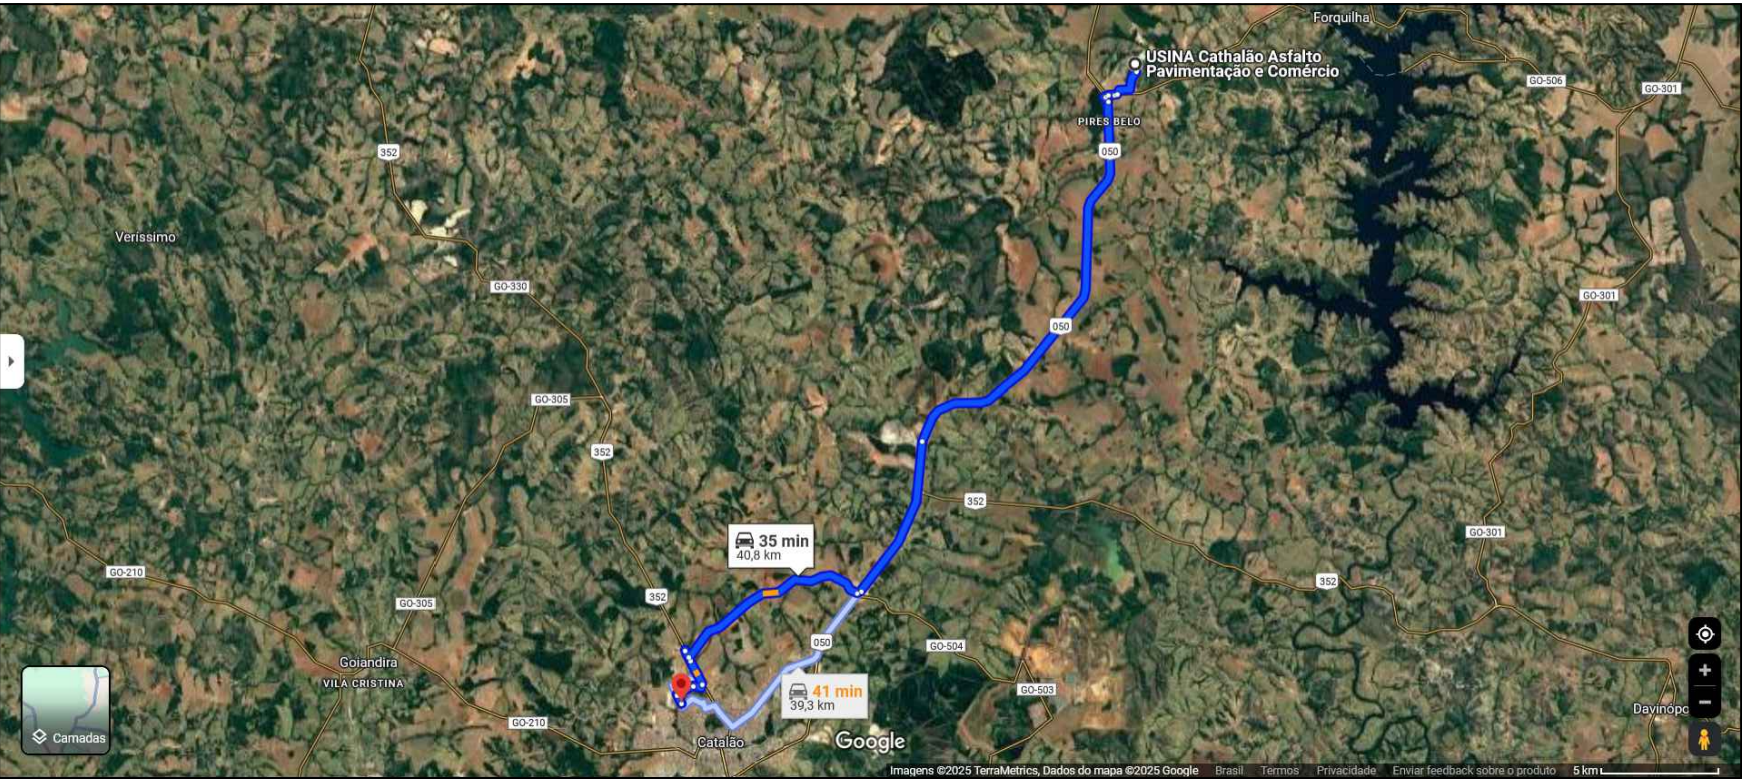 Forquilha
USINA Cathalão Asfalto
Pavimentação e Comércio
GO-506
GO-301
PIRES BELO
050
352
Veríssimo
GO-330
GO-301
050
GO-305
352
352
GO-301
35 min
40,8 km
GO-210
352
352
GO-305
050
GO-504
Goiandira
VILA CRISTINA
41 min
39,3 km
GO-503
Davinópo
GO-210
Camadas
Catalão
Google
Imagens ©2025 TerraMetrics, Dados do mapa ©2025 Google Brasil Termos Privacidade Enviar feedback sobre o produto 5 km